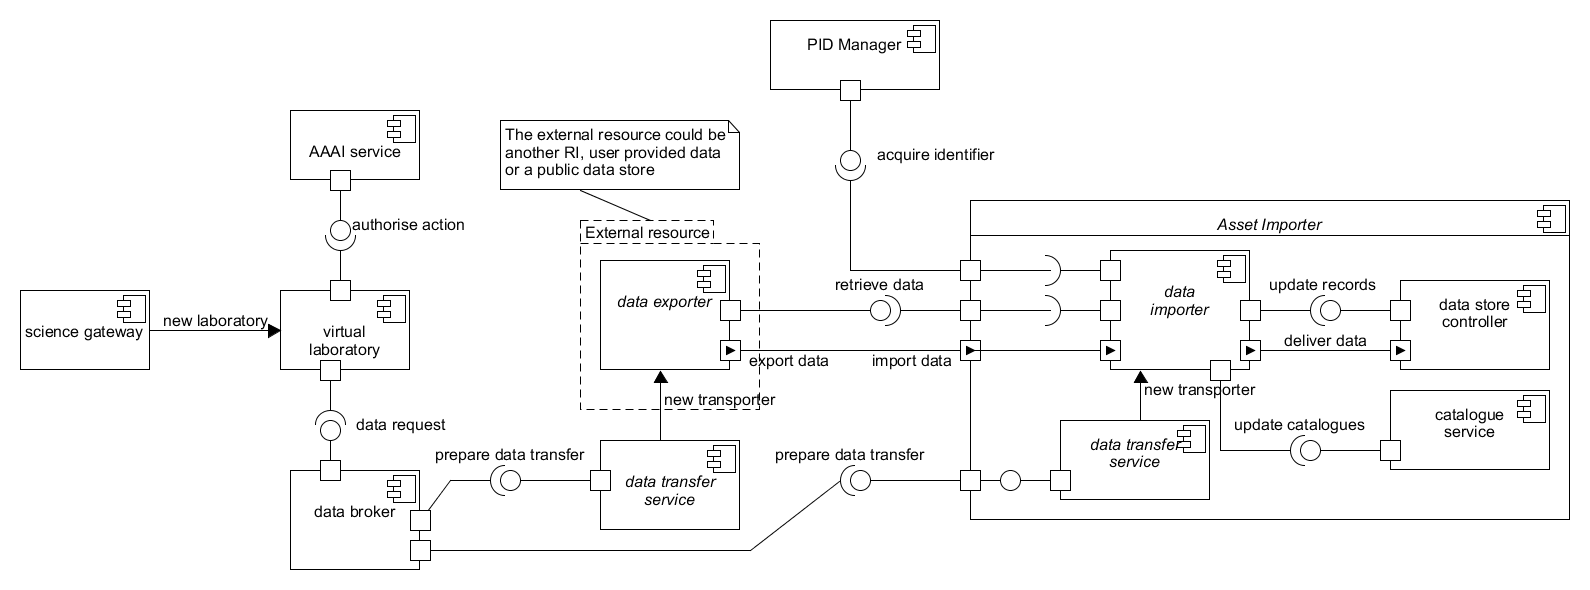 PID Manager
acquire identifier
AAAI service
authorise action
The external resource could be
another RI, user provided data
or a public data store
External resource
Asset Importer
science gateway
new laboratory
virtual
laboratory
data exporter
retrieve data
export data
import data
data
importer
update records
deliver data
data store
controller
new transporter
new transporter
data request
update catalogues
catalogue
service
data broker
prepare data transfer
data transfer
service
prepare data transfer
data transfer
service